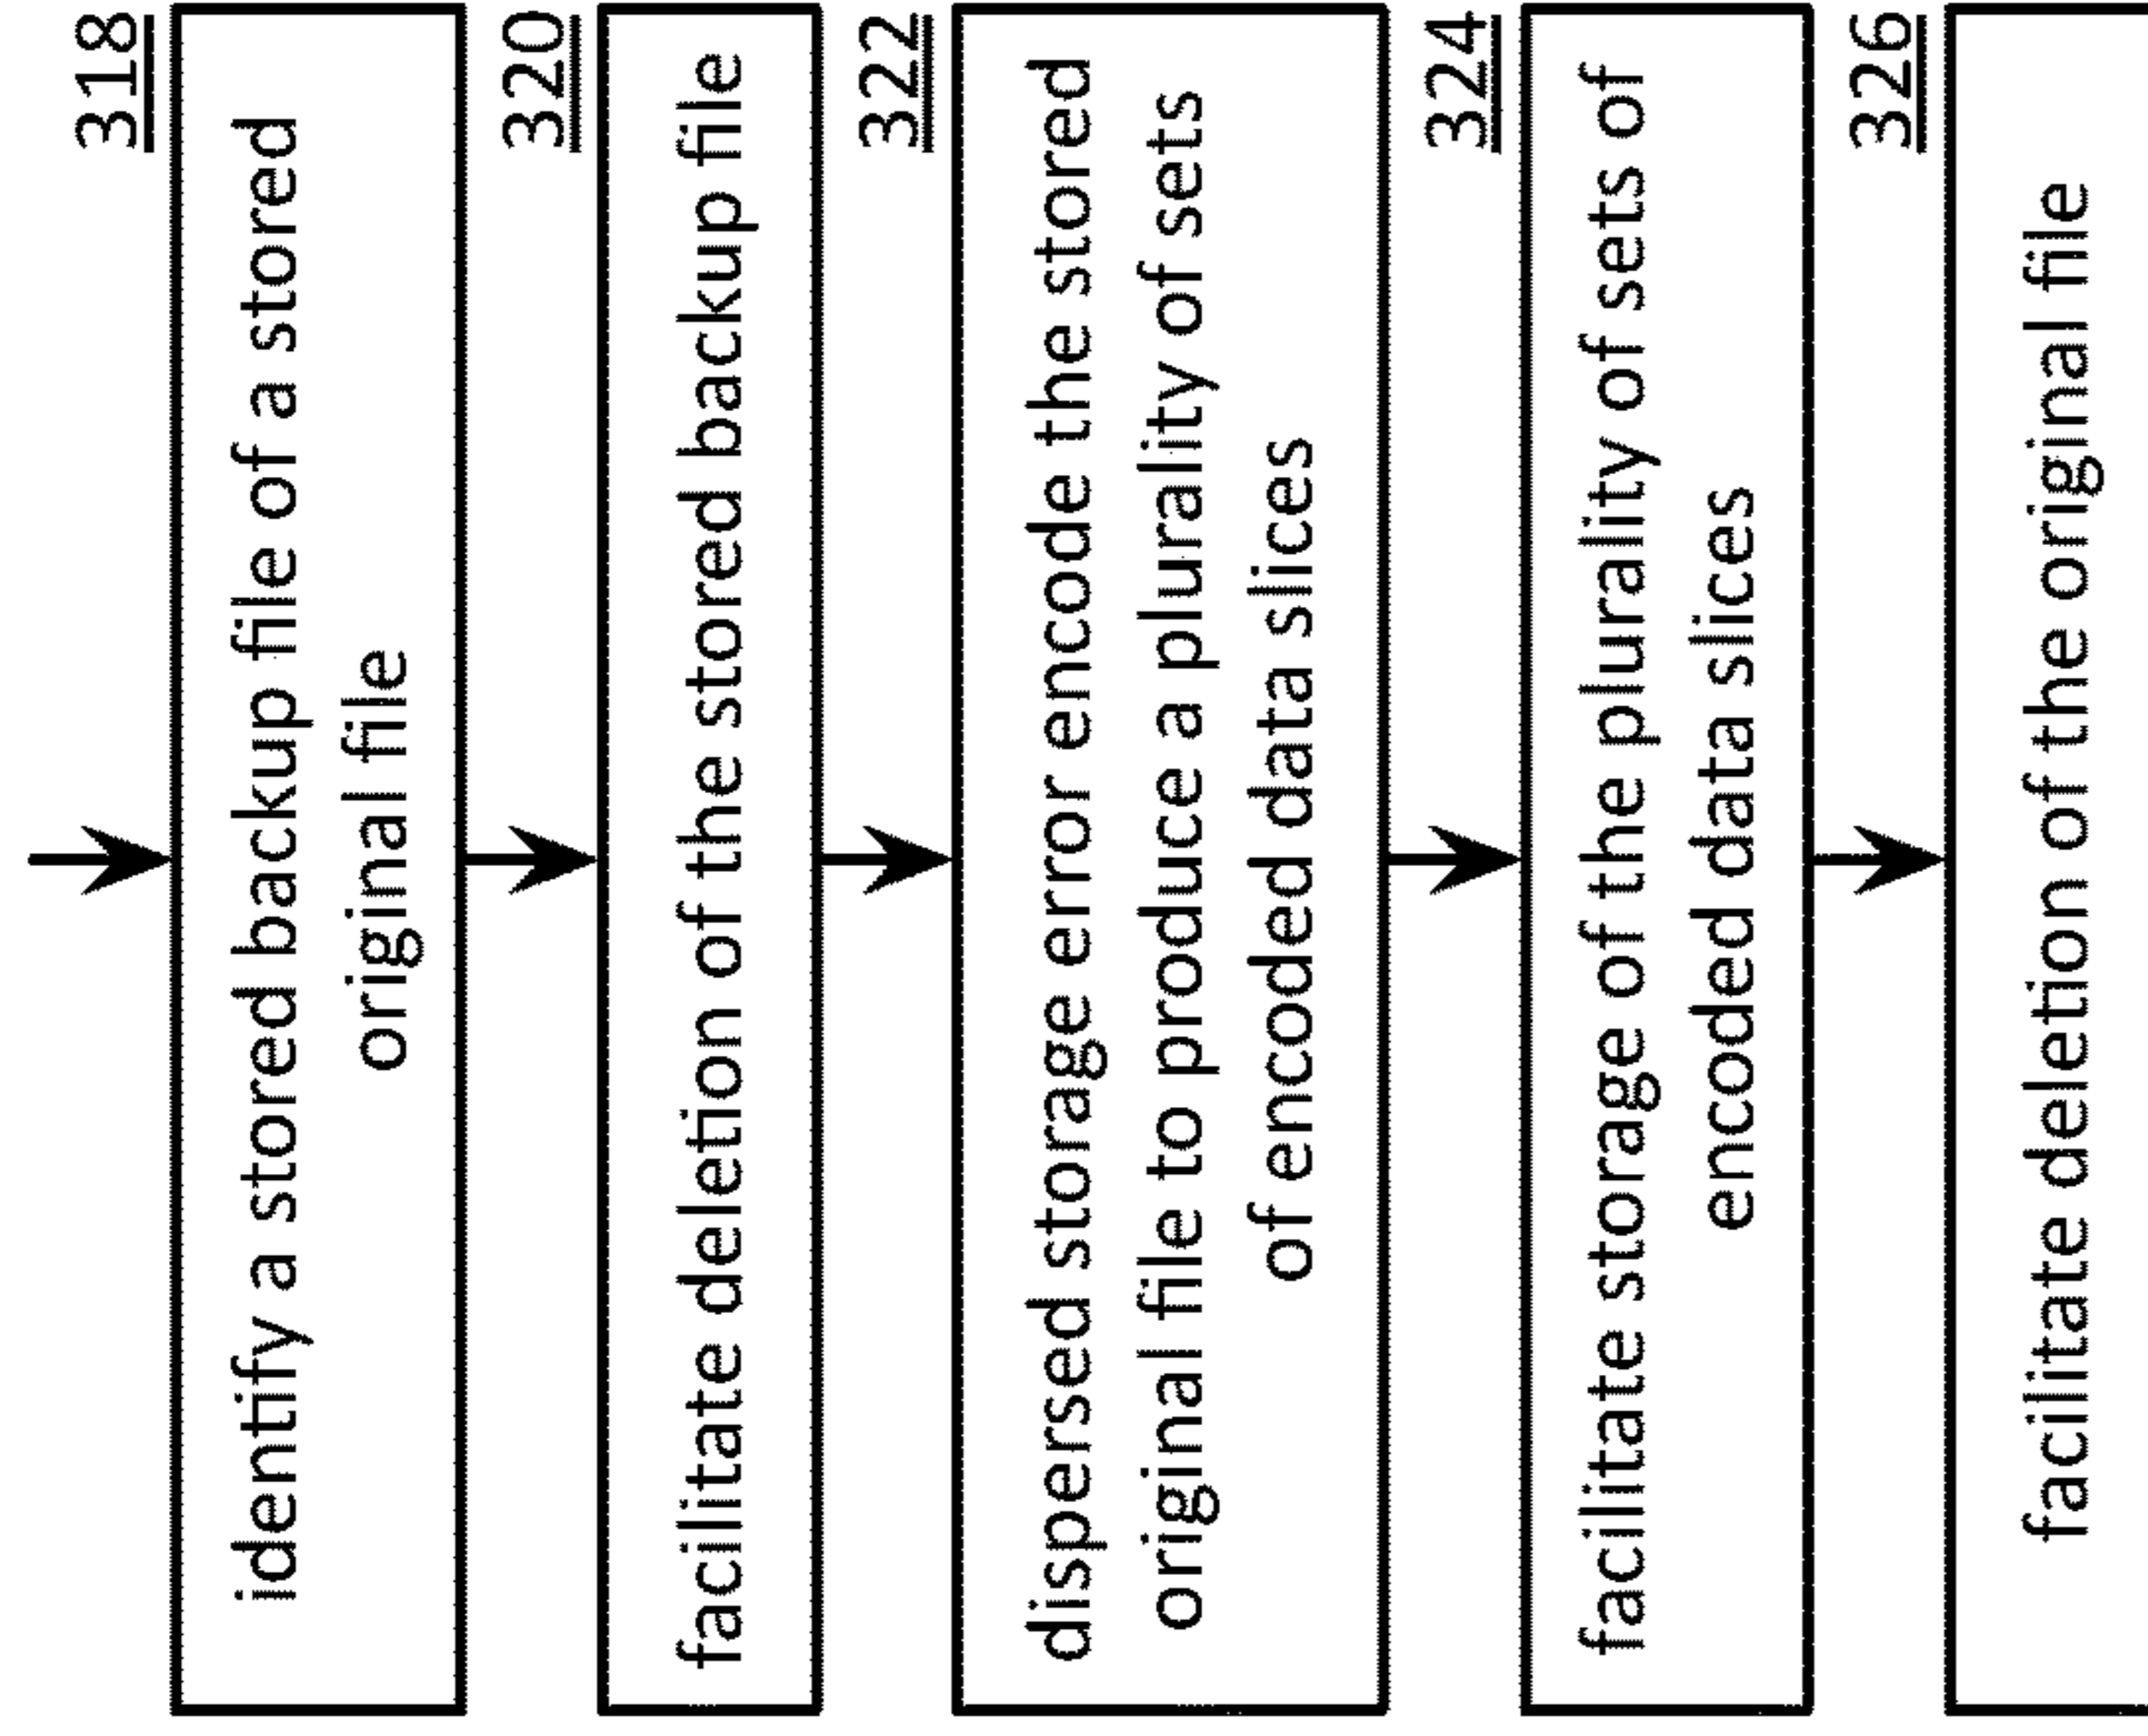 318
identify a stored backup file of a stored
original file
320
facilitate deletion of the stored backup file
322
dispersed storage error encode the stored
original file to produce a plurality of sets
of encoded data slices
324
facilitate storage of the plurality of sets of
encoded data slices
326
facilitate deletion of the original file